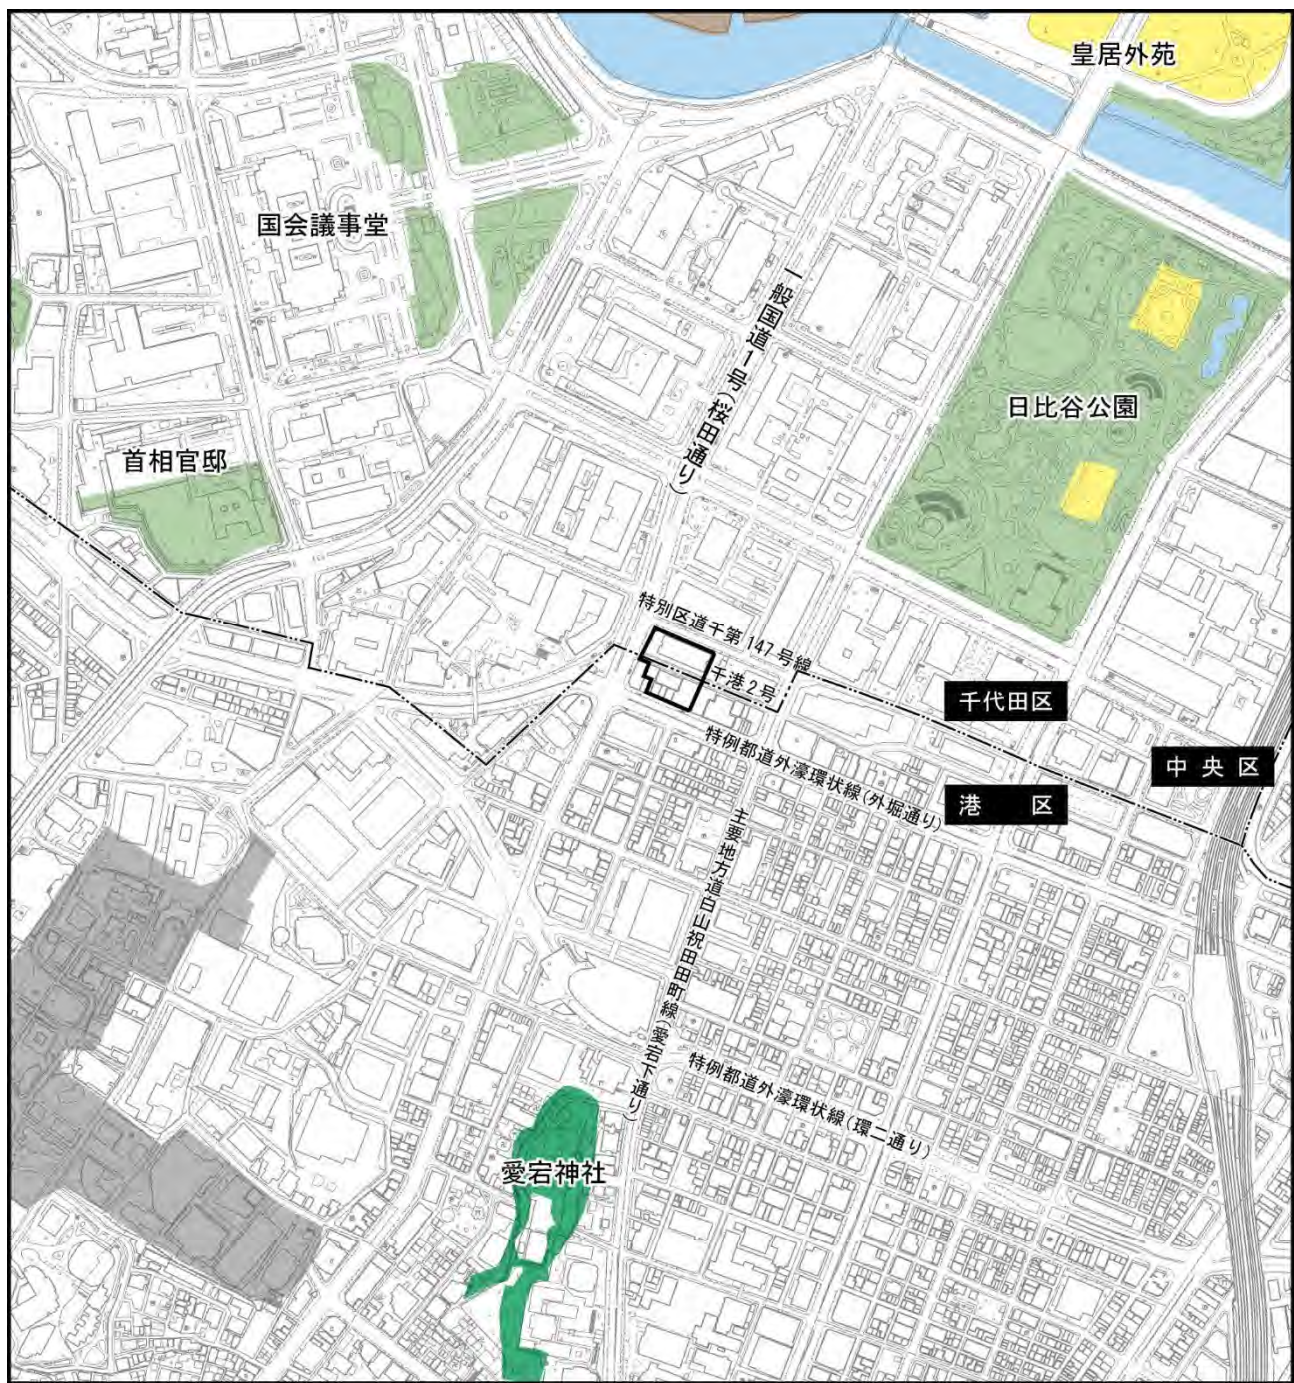 皇居外苑
国会議事堂
一般国道1号(桜田通り)
日比谷公園
首相官邸
特別区道千第147号線
千港2号
千代田区
特例都道外濠環状線(外堀通り)
中央区
港区
主要地方道白山祝田田町線(愛宕下通り)
特例都道外濠環状線(環二通り)
愛宕神社